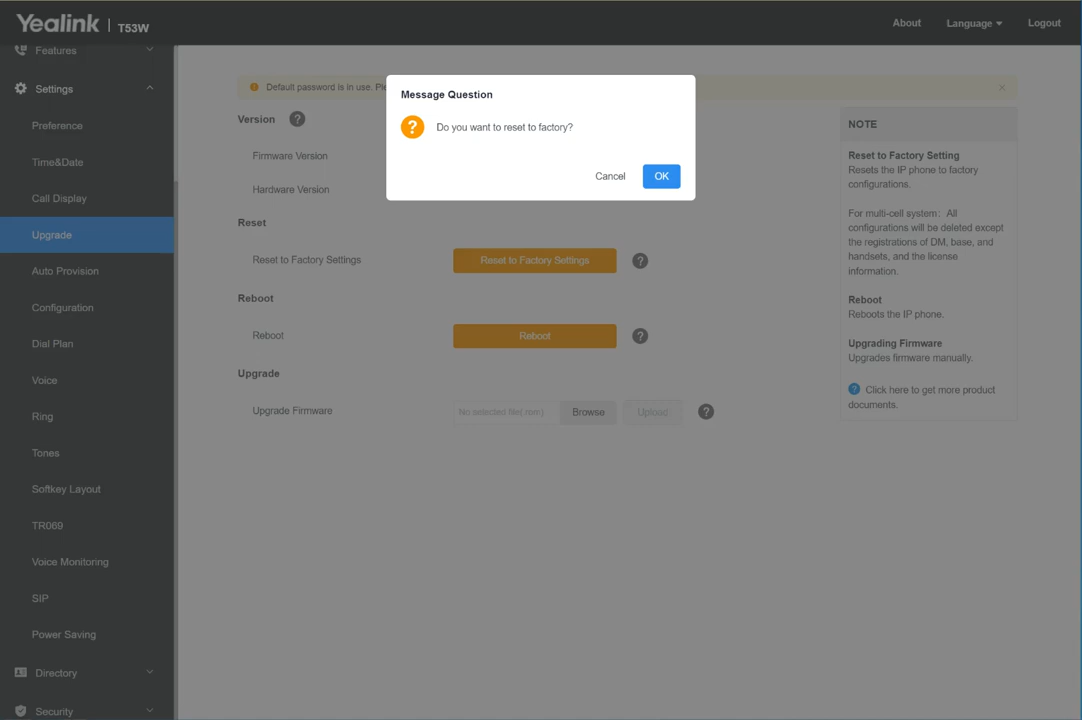 Yealink | T53W
About
Language
Logout
Features
Settings
Preference
Time&Date
Call Display
Upgrade
Auto Provision
Configuration
Dial Plan
Voice
Ring
Tones
Softkey Layout
TR069
Voice Monitoring
SIP
Power Saving
Directory
Security
Default password is in use.
Message Question
Do you want to reset to factory?
Cancel
OK
Version
Firmware Version
Hardware Version
Reset
Reset to Factory Settings
Reset to Factory Settings
Reboot
Reboot
Reboot
Upgrade
Upgrade Firmware
No selected file(.rom)
Browse
Upload
NOTE
Reset to Factory Setting
Resets the IP phone to factory
configurations.
For multi-cell system: All
configurations will be deleted except
the registrations of DM, base, and
handsets, and the license
information.
Reboot
Reboots the IP phone.
Upgrading Firmware
Upgrades firmware manually.
Click here to get more product
documents.